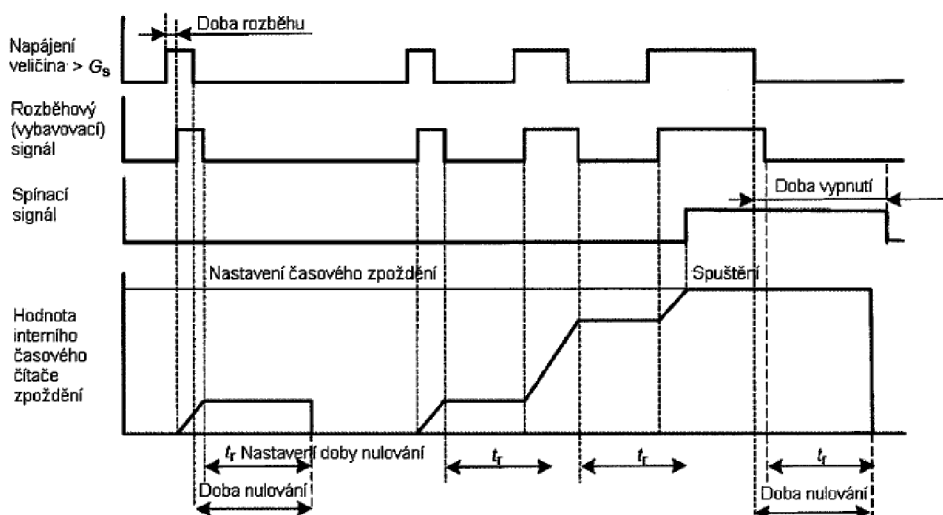 Doba rozběhu
Napájení
veličina > Gs
Rozběhový
(vybavovací)
signál
Spínací
signál
Doba vypnutí
Nastavení časového zpoždění
Spuštění
Hodnota
interního
časového
čítače
zpoždění
tr Nastavení doby nulování
tr
tr
tr
Doba nulování
Doba nulování